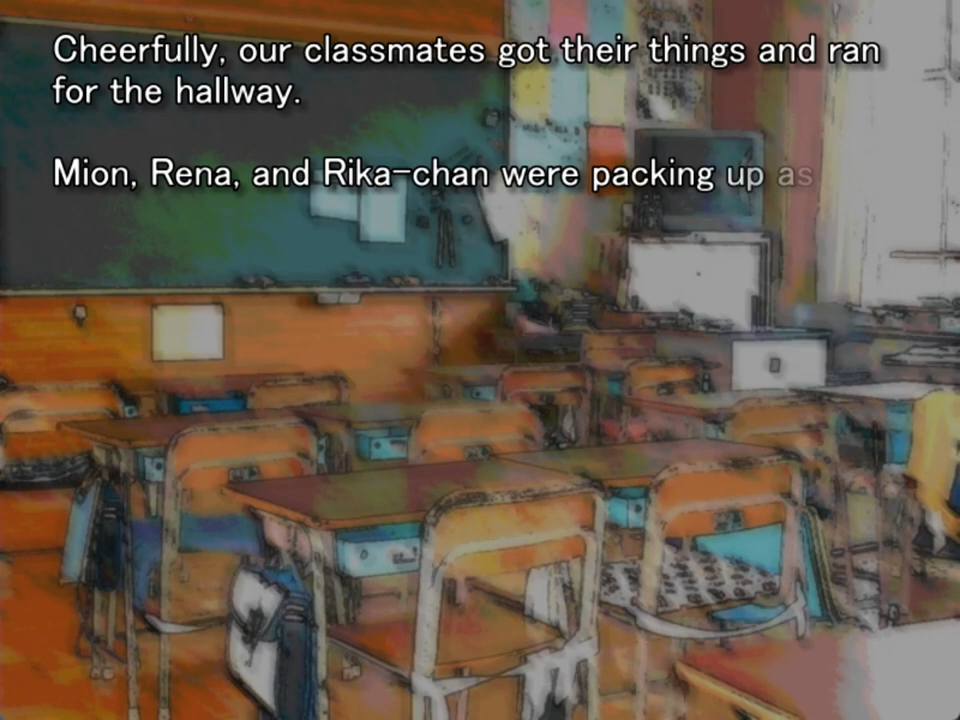 Cheerfully, our classmates got their things and ran
for the hallway.
Mion, Rena, and Rika-chan were packing up as